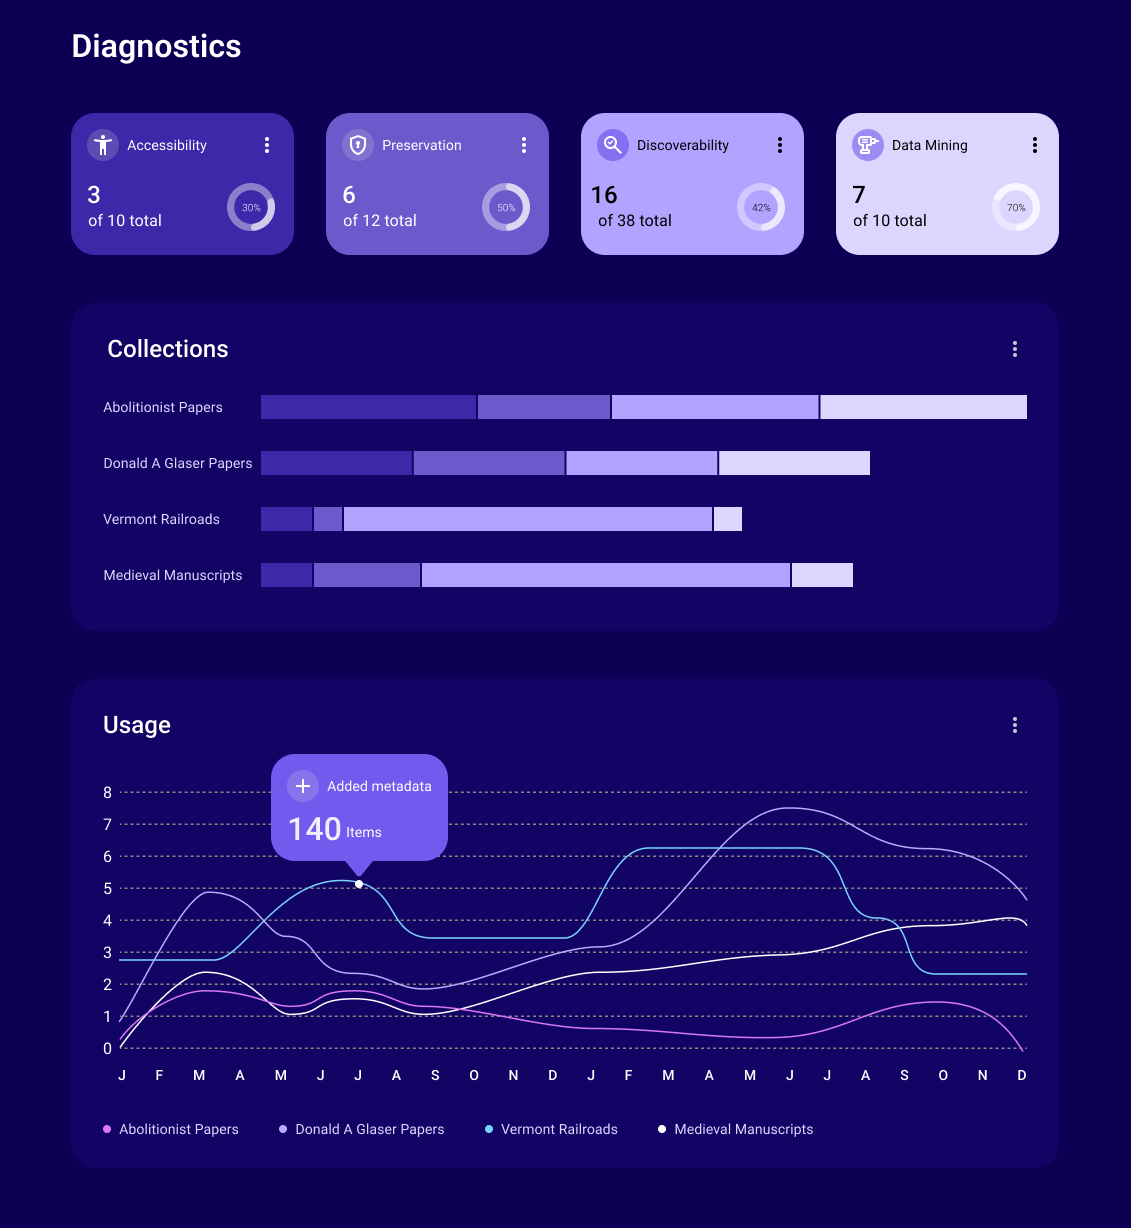 Diagnostics
Accessibility
3
of 10 total
30%
Preservation
6
of 12 total
50%
Discoverability
16
of 38 total
42%
Data Mining
7
of 10 total
70%
Collections
Abolitionist Papers
Donald A Glaser Papers
Vermont Railroads
Medieval Manuscripts
Usage
Added metadata
140 Items
8
7
6
5
4
3
2
1
0
J F M A M J J A S O N D J F M A M J J A S O N D
Abolitionist Papers Donald A Glaser Papers Vermont Railroads Medieval Manuscripts